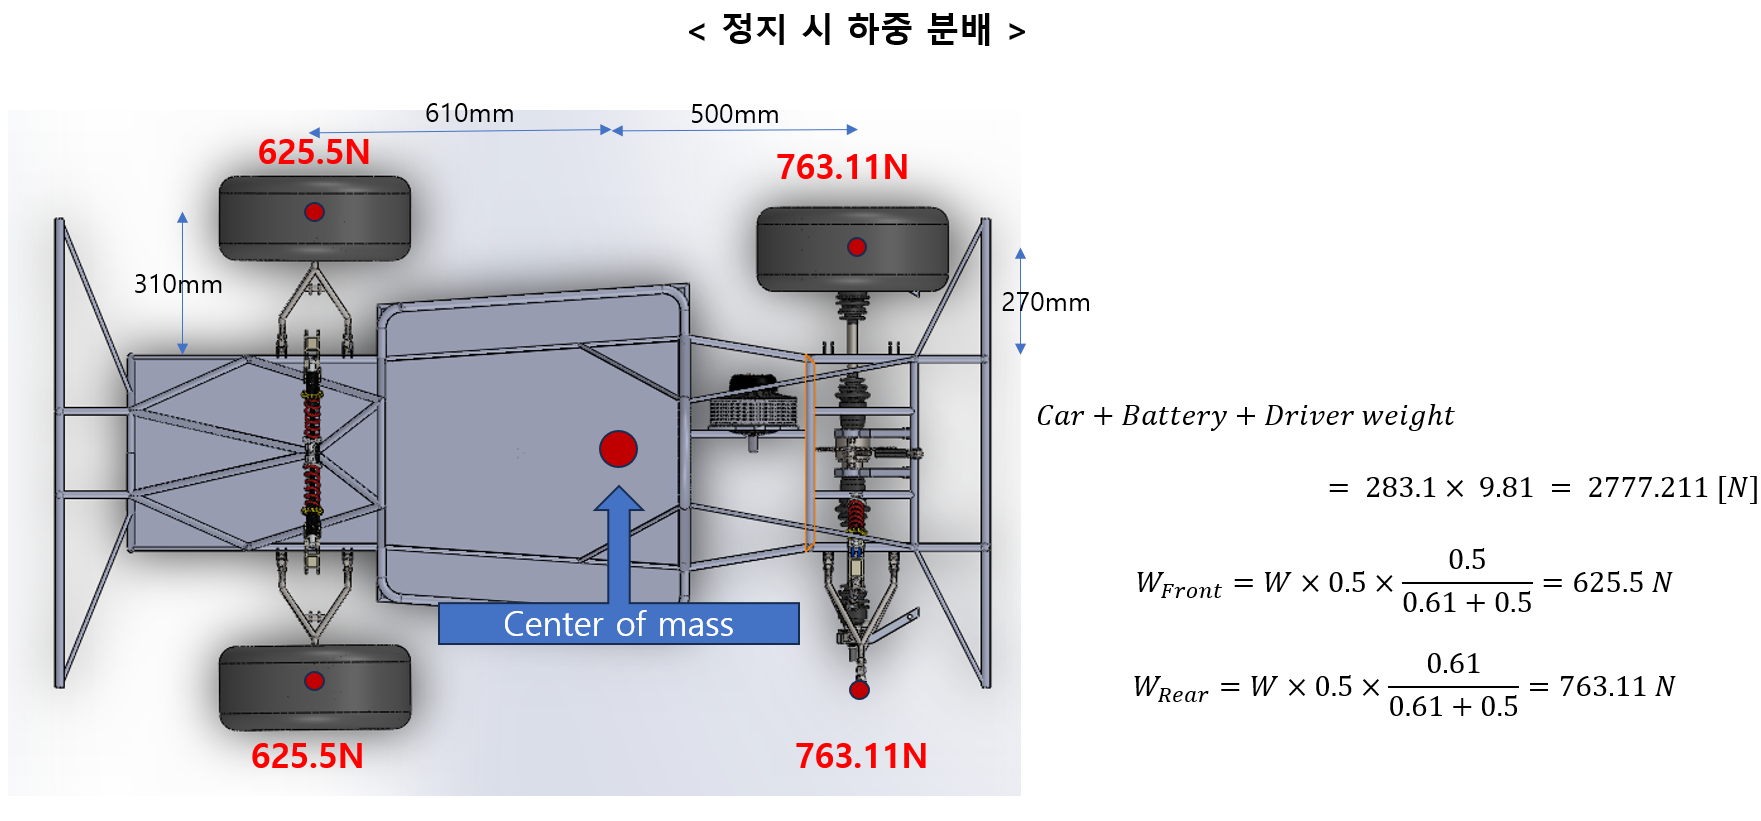 < 정지 시 하중 분배 >
610mm
500mm
625.5N
763.11N
310mm
270mm
Car + Battery + Driver weight
= 283.1 × 9.81 = 2777.211 [N]
W_Front = W × 0.5 × 0.5 / (0.61 + 0.5) = 625.5 N
Center of mass
W_Rear = W × 0.5 × 0.61 / (0.61 + 0.5) = 763.11 N
625.5N
763.11N